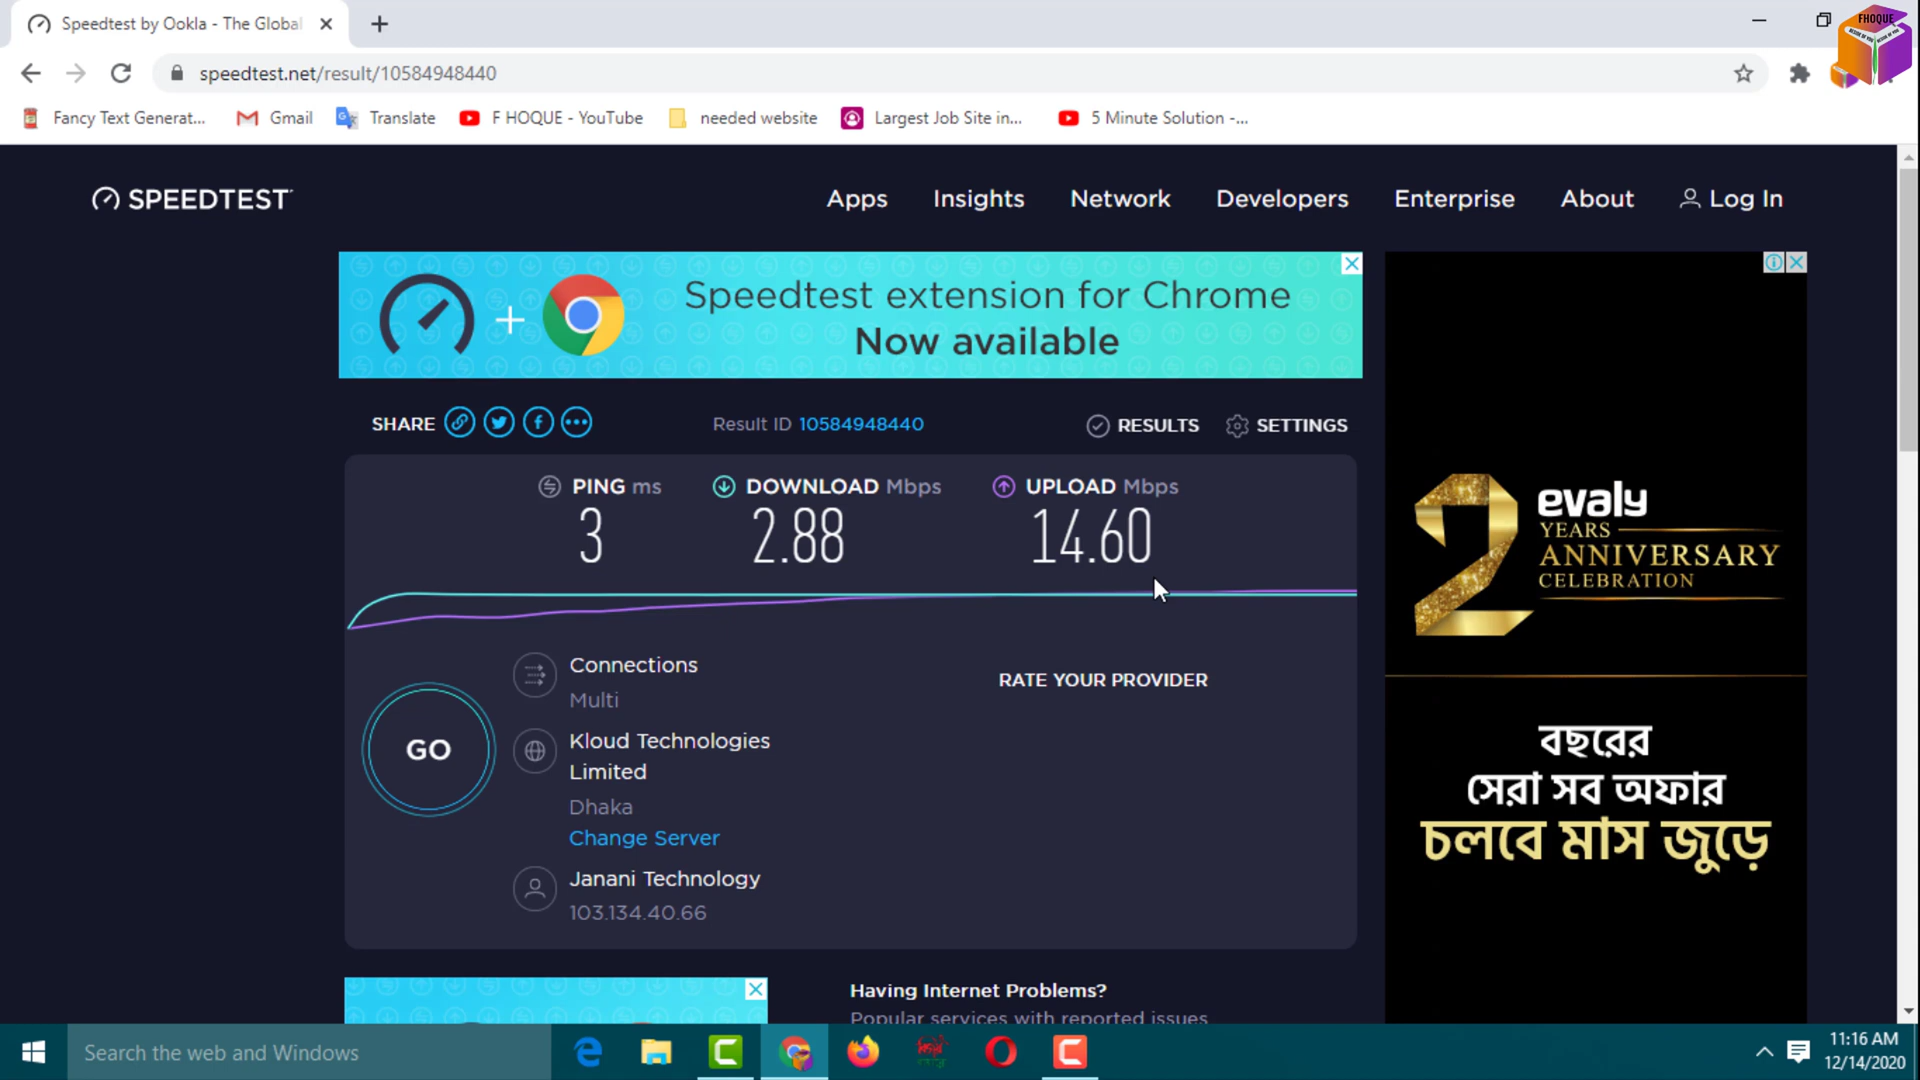 Speedtest by Ookla - The Global
FHOQUE
speedtest.net/result/10584948440
Fancy Text Generat...
Gmail
Translate
F HOQUE - YouTube
needed website
Largest Job Site in...
5 Minute Solution -...
SPEEDTEST
Apps
Insights
Network
Developers
Enterprise
About
Log In
Speedtest extension for Chrome
Now available
SHARE
Result ID 10584948440
RESULTS
SETTINGS
PING ms
DOWNLOAD Mbps
UPLOAD Mbps
3
2.88
14.60
GO
Connections
Multi
Kloud Technologies
Limited
Dhaka
Change Server
Janani Technology
103.134.40.66
RATE YOUR PROVIDER
2 evaly
YEARS
ANNIVERSARY
CELEBRATION
বছরের
সেরা সব অফার
চলবে মাস জুড়ে
Having Internet Problems?
Popular services with reported issues
Search the web and Windows
11:16 AM
12/14/2020